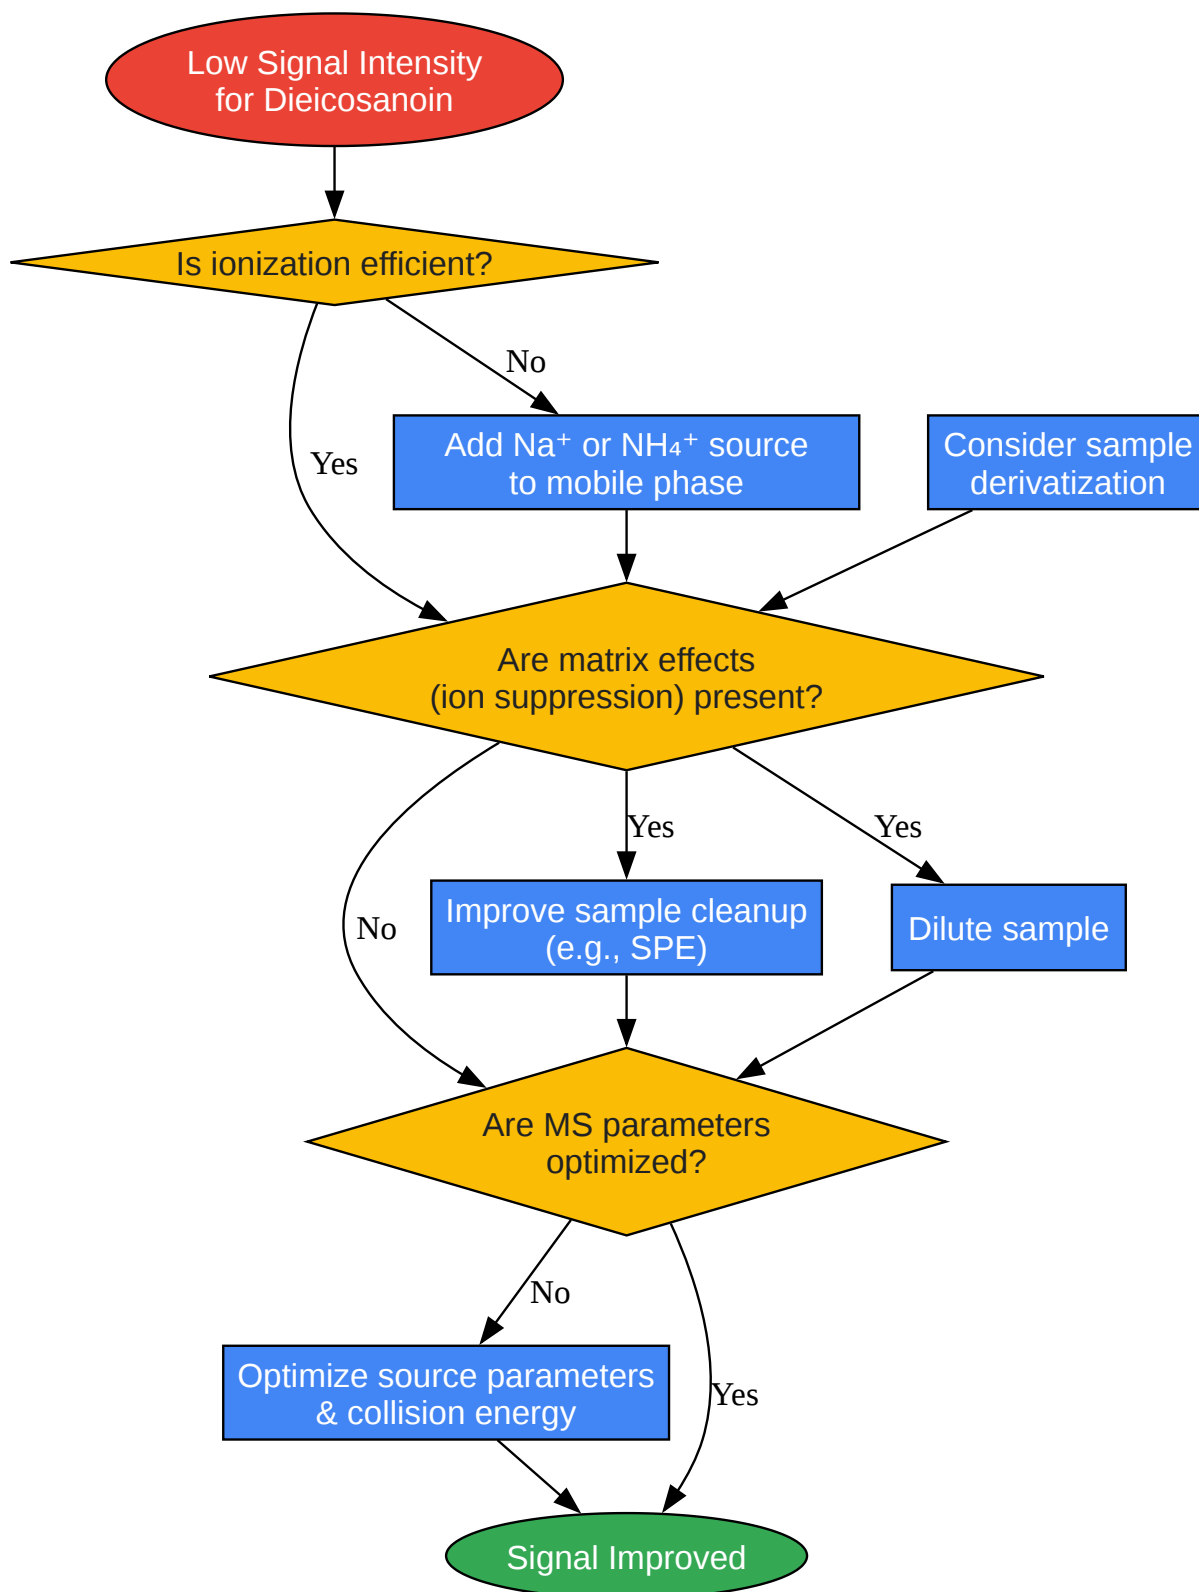 Low Signal Intensity
for Dieicosanoin
Is ionization efficient?
No
Yes
Add Na⁺ or NH₄⁺ source
to mobile phase
Consider sample
derivatization
Are matrix effects
(ion suppression) present?
Yes
Yes
No
Improve sample cleanup
(e.g., SPE)
Dilute sample
Are MS parameters
optimized?
No
Yes
Optimize source parameters
& collision energy
Signal Improved